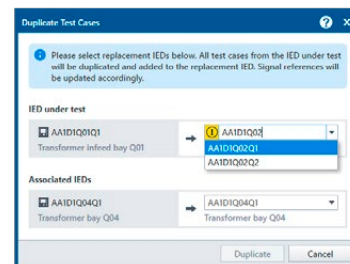 Duplicate Test Cases
Please select replacement IEDs below. All test cases from the IED under test
will be duplicated and added to the replacement IED. Signal references will
be updated accordingly.
IED under test
AA1D1Q01Q1
AA1D1Q02
Transformer infeed bay Q01
AA1D1Q02Q1
AA1D1Q02Q2
Associated IEDs
AA1D1Q04Q1
AA1D1Q04Q1
Transformer bay Q04
Transformer bay Q04
Duplicate
Cancel